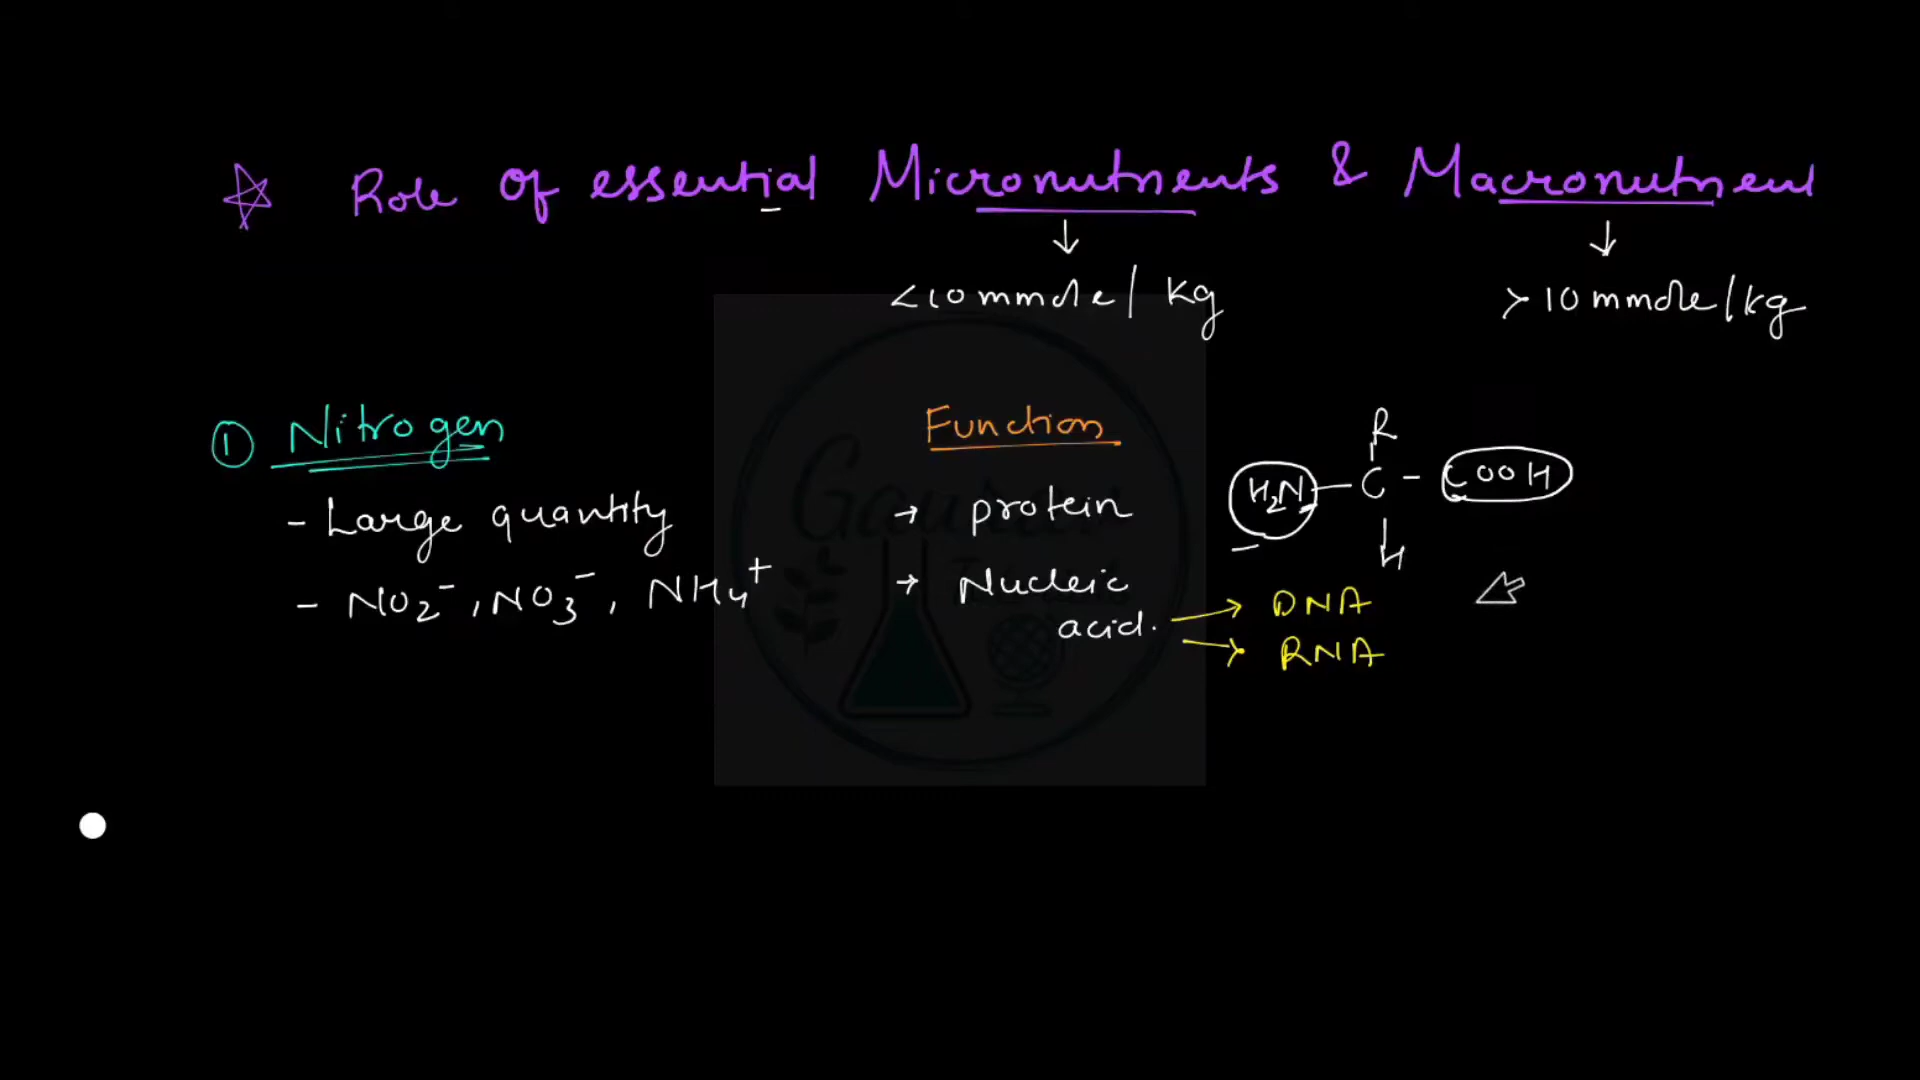 ☆ Role of essential Micronutrients & Macronutrient
↓ ↓
<10 mmole/ Kg >10 mmole/kg
① Nitrogen Function
R
- Large quantity → protein H₂N — C - COOH
H
- NO₂⁻, NO₃⁻, NH₄⁺ → Nucleic acid. → DNA
→ RNA